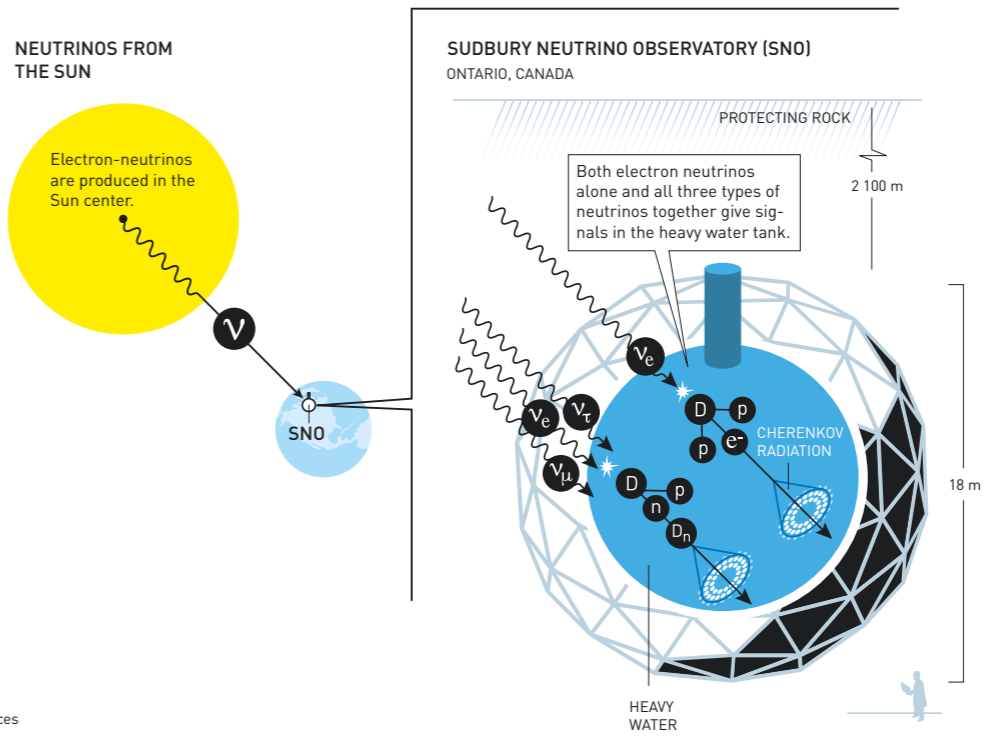 NEUTRINOS FROM
THE SUN
Electron-neutrinos
are produced in the
Sun center.
ν
SNO
SUDBURY NEUTRINO OBSERVATORY (SNO)
ONTARIO, CANADA
PROTECTING ROCK
2 100 m
Both electron neutrinos
alone and all three types of
neutrinos together give sig-
nals in the heavy water tank.
νe
νe
ντ
νμ
D
p
p
e-
CHERENKOV
RADIATION
D
p
n
Dn
18 m
HEAVY
WATER
ces